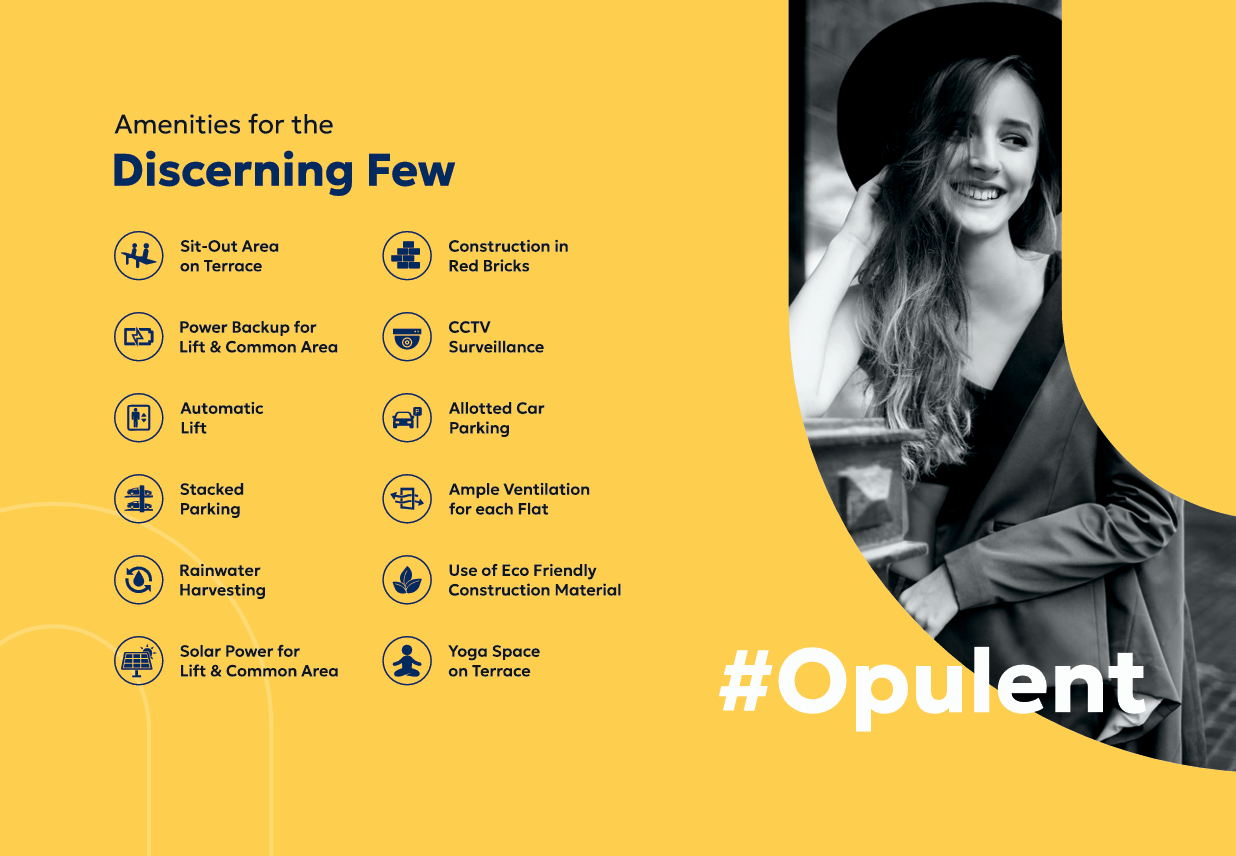 Amenities for the
Discerning Few
Sit-Out Area
on Terrace
Construction in
Red Bricks
Power Backup for
Lift & Common Area
CCTV
Surveillance
Automatic
Lift
Allotted Car
Parking
Stacked
Parking
Ample Ventilation
for each Flat
Rainwater
Harvesting
Use of Eco Friendly
Construction Material
Solar Power for
Lift & Common Area
Yoga Space
on Terrace
#Opulent